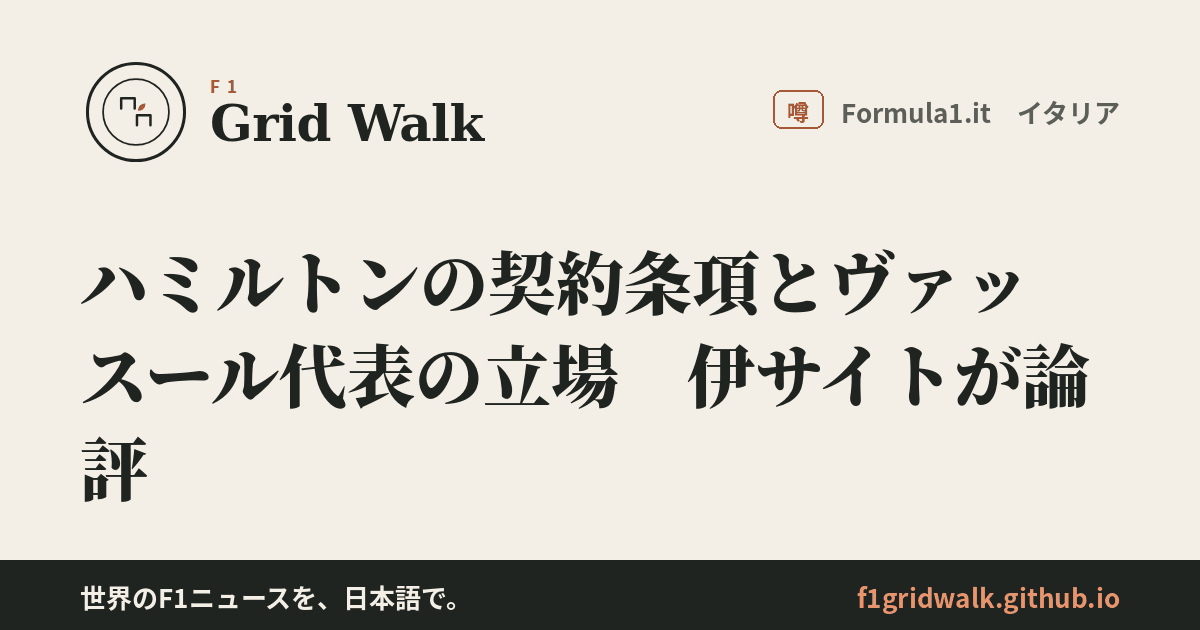 F1
Grid Walk
噂 Formula1.it イタリア
ハミルトンの契約条項とヴァッ
スール代表の立場 伊サイトが論
評
世界のF1ニュースを、日本語で。
f1gridwalk.github.io